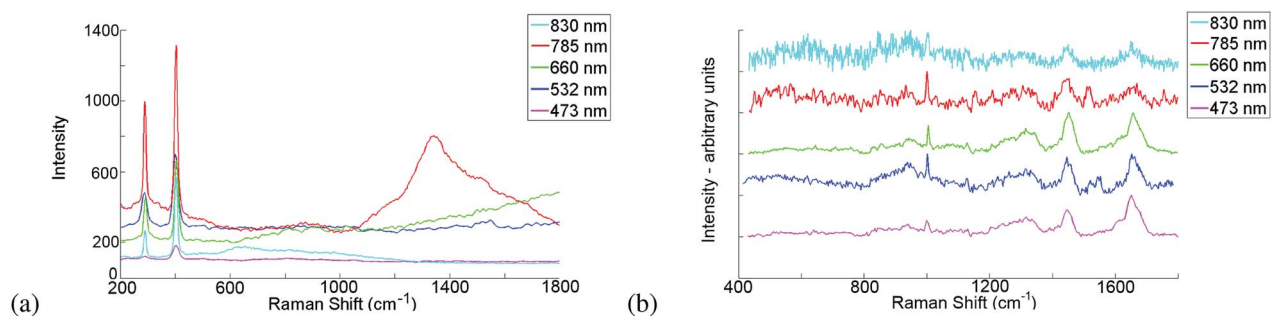 (a)
Intensity
1400
1000
600
200
0
200
600
1000
1400
1800
Raman Shift (cm⁻¹)
830 nm
785 nm
660 nm
532 nm
473 nm
(b)
Intensity - arbitrary units
400
800
1200
1600
Raman Shift (cm⁻¹)
830 nm
785 nm
660 nm
532 nm
473 nm